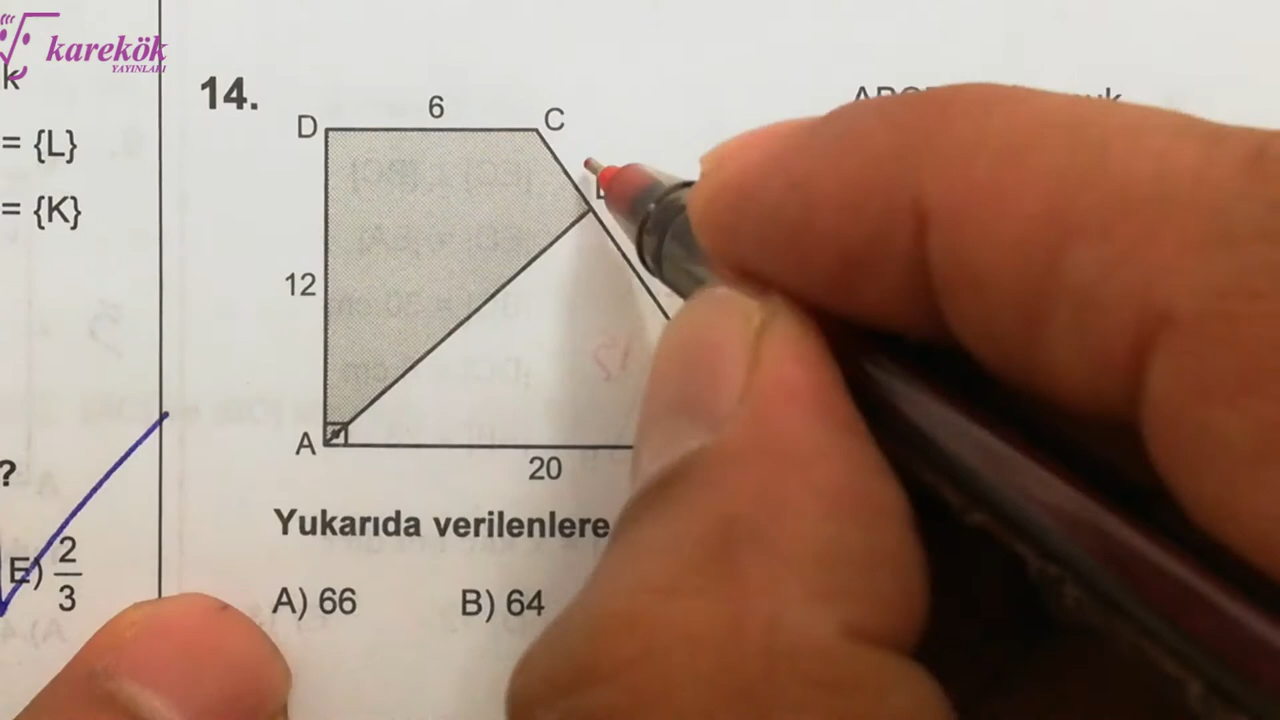 karekök
YAYINLARI
k
= {L}
= {K}
?
E) 2
3
14.
D
6
C
12
A
20
Yukarıda verilenlere
A) 66
B) 64